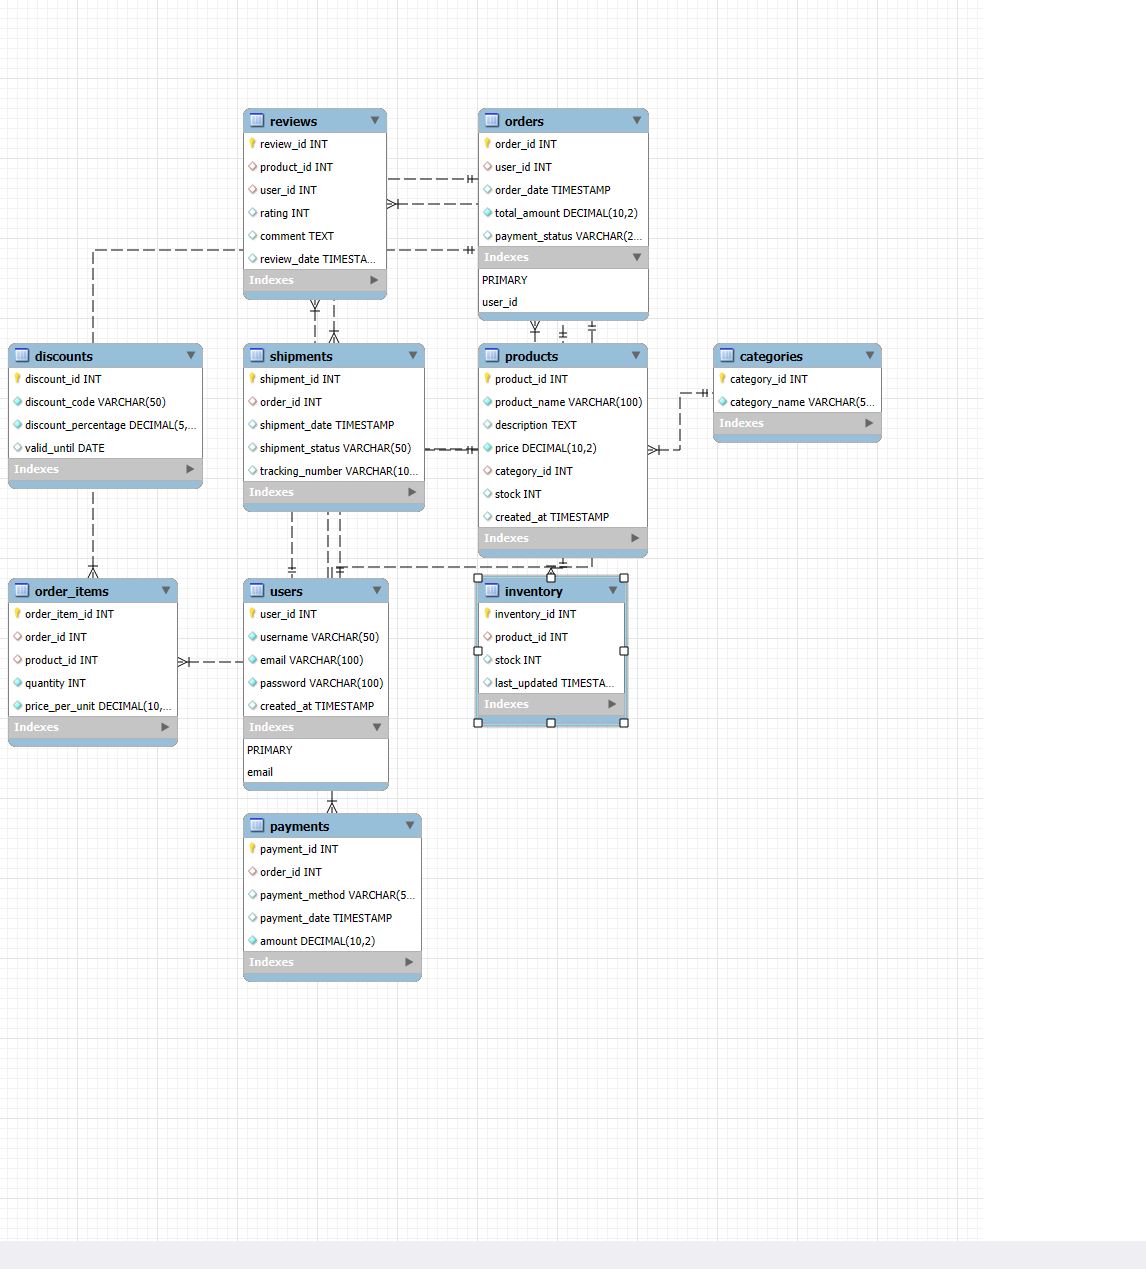 reviews
review_id INT
product_id INT
user_id INT
rating INT
comment TEXT
review_date TIMESTA...
Indexes
orders
order_id INT
user_id INT
order_date TIMESTAMP
total_amount DECIMAL(10,2)
payment_status VARCHAR(2...
Indexes
PRIMARY
user_id
discounts
discount_id INT
discount_code VARCHAR(50)
discount_percentage DECIMAL(5,...
valid_until DATE
Indexes
shipments
shipment_id INT
order_id INT
shipment_date TIMESTAMP
shipment_status VARCHAR(50)
tracking_number VARCHAR(10...
Indexes
products
product_id INT
product_name VARCHAR(100)
description TEXT
price DECIMAL(10,2)
category_id INT
stock INT
created_at TIMESTAMP
Indexes
categories
category_id INT
category_name VARCHAR(5...
Indexes
order_items
order_item_id INT
order_id INT
product_id INT
quantity INT
price_per_unit DECIMAL(10,...
Indexes
users
user_id INT
username VARCHAR(50)
email VARCHAR(100)
password VARCHAR(100)
created_at TIMESTAMP
Indexes
PRIMARY
email
inventory
inventory_id INT
product_id INT
stock INT
last_updated TIMESTA...
Indexes
payments
payment_id INT
order_id INT
payment_method VARCHAR(5...
payment_date TIMESTAMP
amount DECIMAL(10,2)
Indexes